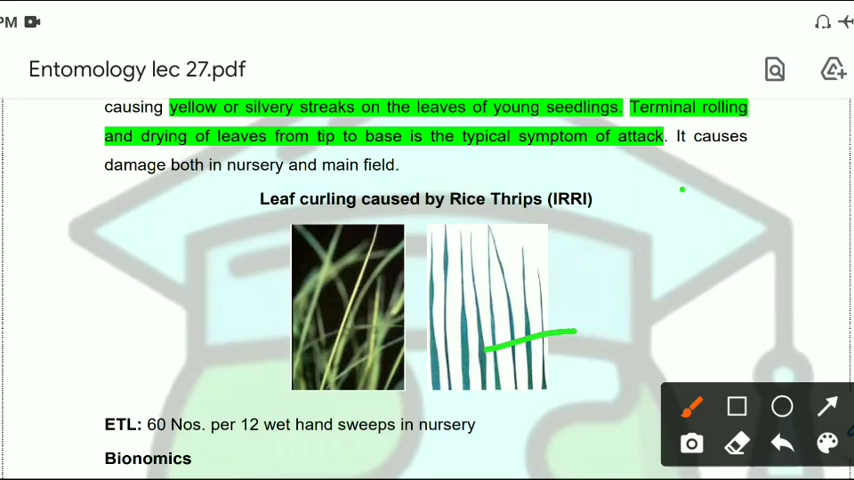 PM
Entomology lec 27.pdf
causing yellow or silvery streaks on the leaves of young seedlings. Terminal rolling
and drying of leaves from tip to base is the typical symptom of attack. It causes
damage both in nursery and main field.
Leaf curling caused by Rice Thrips (IRRI)
ETL: 60 Nos. per 12 wet hand sweeps in nursery
Bionomics